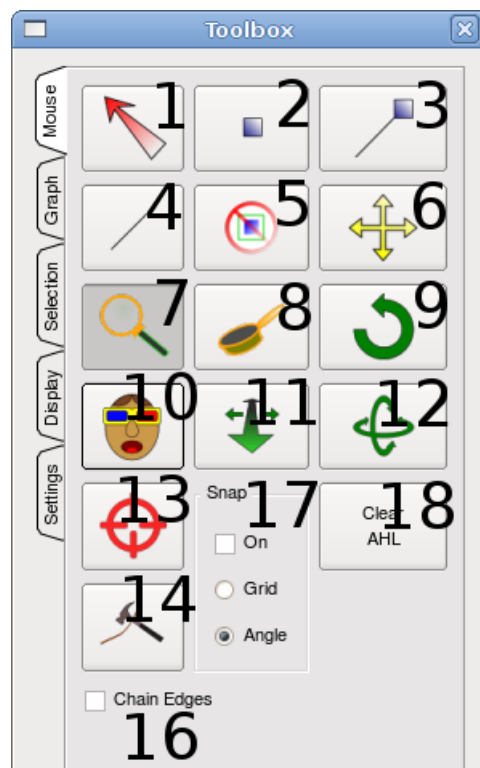 Toolbox
Mouse
Graph
Selection
Display
Settings
1
2
3
4
5
6
7
8
9
10
11
12
13
Snap
17
Clear
AHL
18
On
Grid
Angle
14
Chain Edges
16